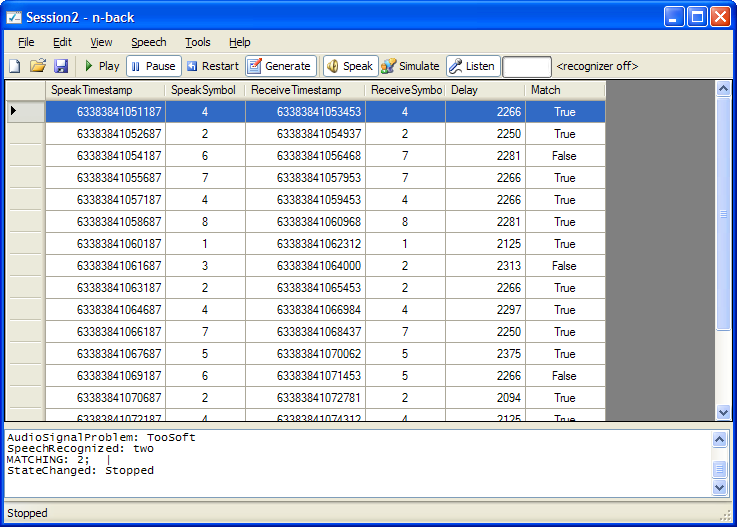 Session2 - n-back
File Edit View Speech Tools Help
Play Pause Restart Generate Speak Simulate Listen <recognizer off>
SpeakTimestamp SpeakSymbol ReceiveTimestamp ReceiveSymbo Delay Match
63383841051187 4 63383841053453 4 2266 True
63383841052687 2 63383841054937 2 2250 True
63383841054187 6 63383841056468 7 2281 False
63383841055687 7 63383841057953 7 2266 True
63383841057187 4 63383841059453 4 2266 True
63383841058687 8 63383841060968 8 2281 True
63383841060187 1 63383841062312 1 2125 True
63383841061687 3 63383841064000 2 2313 False
63383841063187 2 63383841065453 2 2266 True
63383841064687 4 63383841066984 4 2297 True
63383841066187 7 63383841068437 7 2250 True
63383841067687 5 63383841070062 5 2375 True
63383841069187 6 63383841071453 5 2266 False
63383841070687 2 63383841072781 2 2094 True
63383841072187 4 63383841074312 4 2125 True
AudioSignalProblem: TooSoft
SpeechRecognized: two
MATCHING: 2; |
StateChanged: Stopped
Stopped